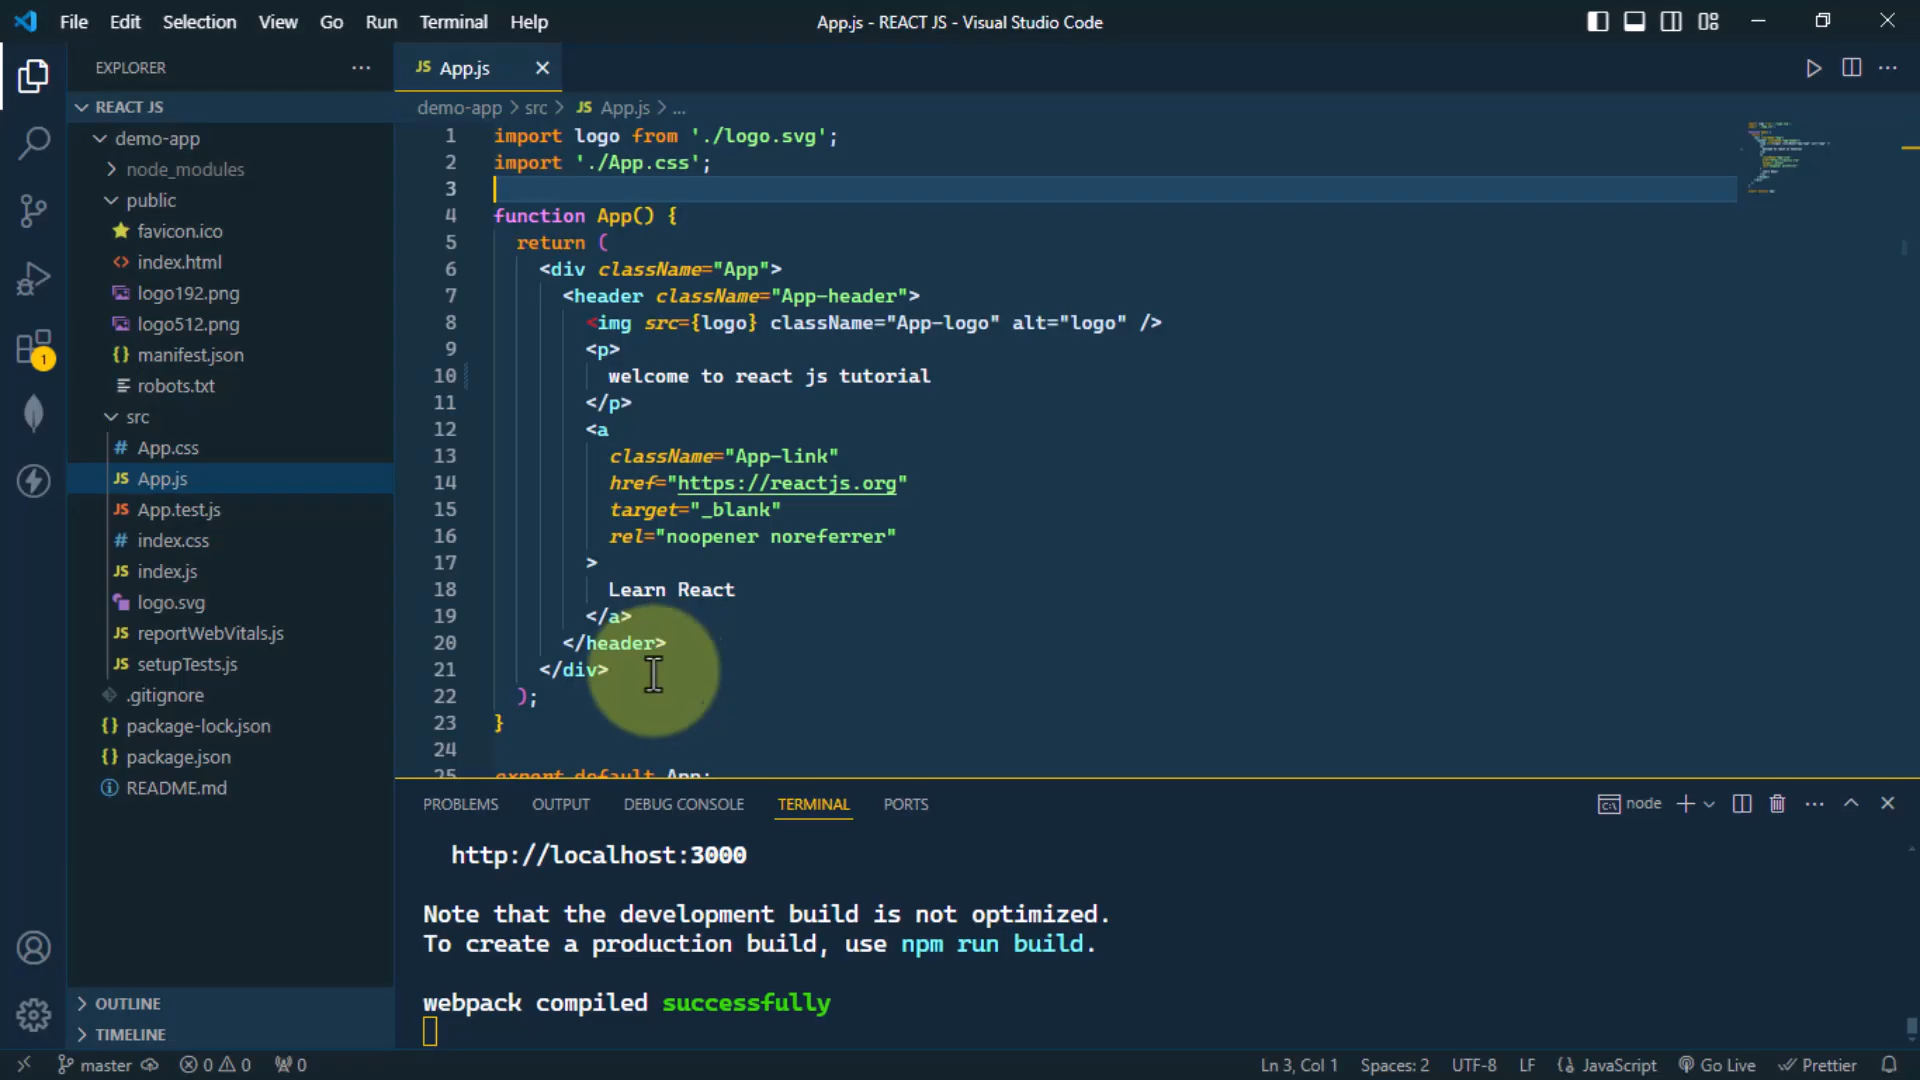 File Edit Selection View Go Run Terminal Help
App.js - REACT JS - Visual Studio Code
EXPLORER
REACT JS
demo-app
node_modules
public
favicon.ico
index.html
logo192.png
logo512.png
manifest.json
robots.txt
src
App.css
App.js
App.test.js
index.css
index.js
logo.svg
reportWebVitals.js
setupTests.js
.gitignore
package-lock.json
package.json
README.md
OUTLINE
TIMELINE
1
JS App.js
demo-app > src > JS App.js > ...
1 import logo from './logo.svg';
2 import './App.css';
3
4 function App() {
5 return (
6 <div className="App">
7 <header className="App-header">
8 <img src={logo} className="App-logo" alt="logo" />
9 <p>
10 welcome to react js tutorial
11 </p>
12 <a
13 className="App-link"
14 href="https://reactjs.org"
15 target="_blank"
16 rel="noopener noreferrer"
17 >
18 Learn React
19 </a>
20 </header>
21 </div>
22 );
23 }
24
25 export default App;
PROBLEMS OUTPUT DEBUG CONSOLE TERMINAL PORTS
node
http://localhost:3000
Note that the development build is not optimized.
To create a production build, use npm run build.
webpack compiled successfully
master 0 0 0
Ln 3, Col 1 Spaces: 2 UTF-8 LF JavaScript Go Live Prettier